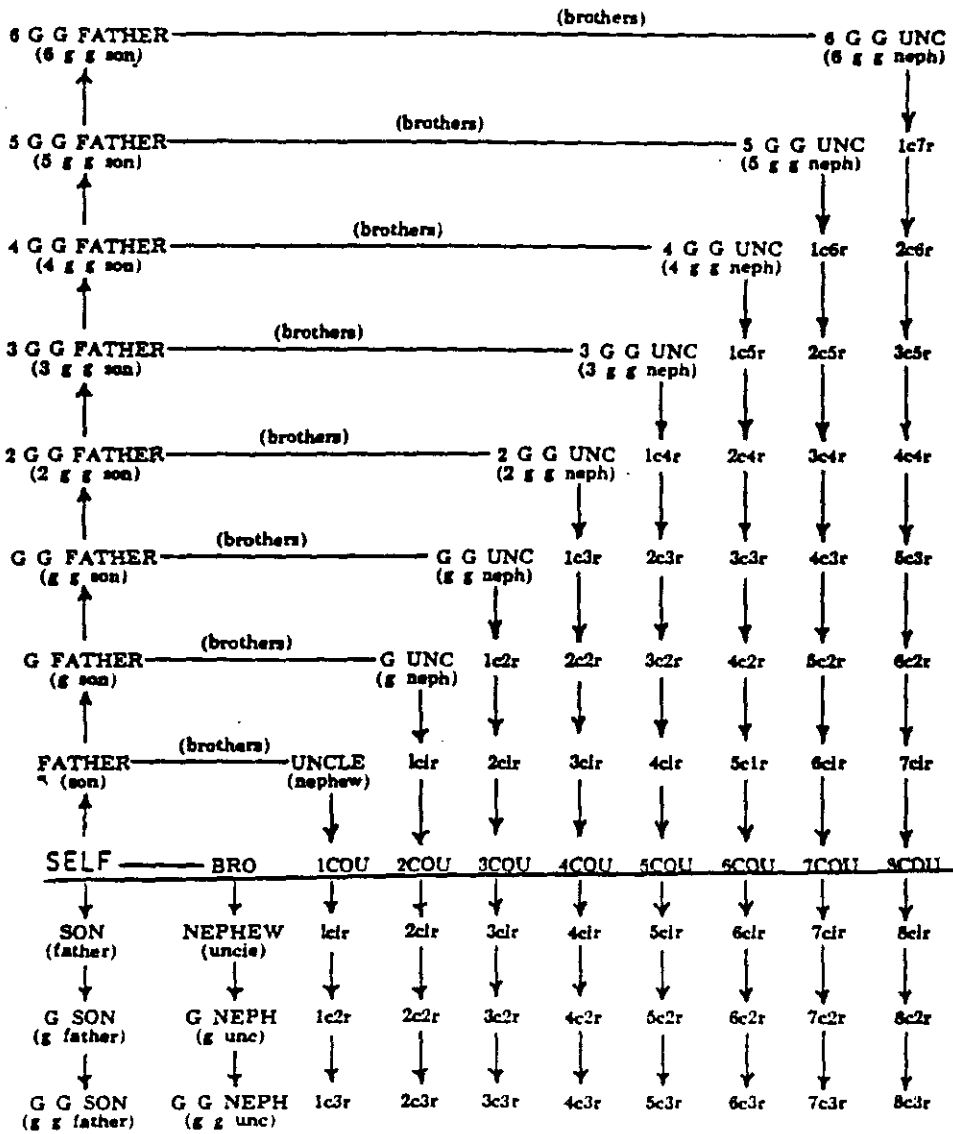 (brothers)
6 G G FATHER 6 G G UNC
(6 g g son) (6 g g neph)
(brothers)
5 G G FATHER 5 G G UNC 1c7r
(5 g g son) (5 g g neph)
(brothers)
4 G G FATHER 4 G G UNC 1c6r 2c6r
(4 g g son) (4 g g neph)
(brothers)
3 G G FATHER 3 G G UNC 1c5r 2c5r 3c5r
(3 g g son) (3 g g neph)
(brothers)
2 G G FATHER 2 G G UNC 1c4r 2c4r 3c4r 4c4r
(2 g g son) (2 g g neph)
(brothers)
G G FATHER G G UNC 1c3r 2c3r 3c3r 4c3r 5c3r
(g g son) (g g neph)
(brothers)
G FATHER G UNC 1c2r 2c2r 3c2r 4c2r 5c2r 6c2r
(g son) (g neph)
(brothers)
FATHER UNCLE 1c1r 2c1r 3c1r 4c1r 5c1r 6c1r 7c1r
(son) (nephew)
SELF BRO 1COU 2COU 3COU 4COU 5COU 6COU 7COU 8COU
SON NEPHEW 1c1r 2c1r 3c1r 4c1r 5c1r 6c1r 7c1r 8c1r
(father) (uncle)
G SON G NEPH 1c2r 2c2r 3c2r 4c2r 5c2r 6c2r 7c2r 8c2r
(g father) (g unc)
G G SON G G NEPH 1c3r 2c3r 3c3r 4c3r 5c3r 6c3r 7c3r 8c3r
(g g father) (g g unc)